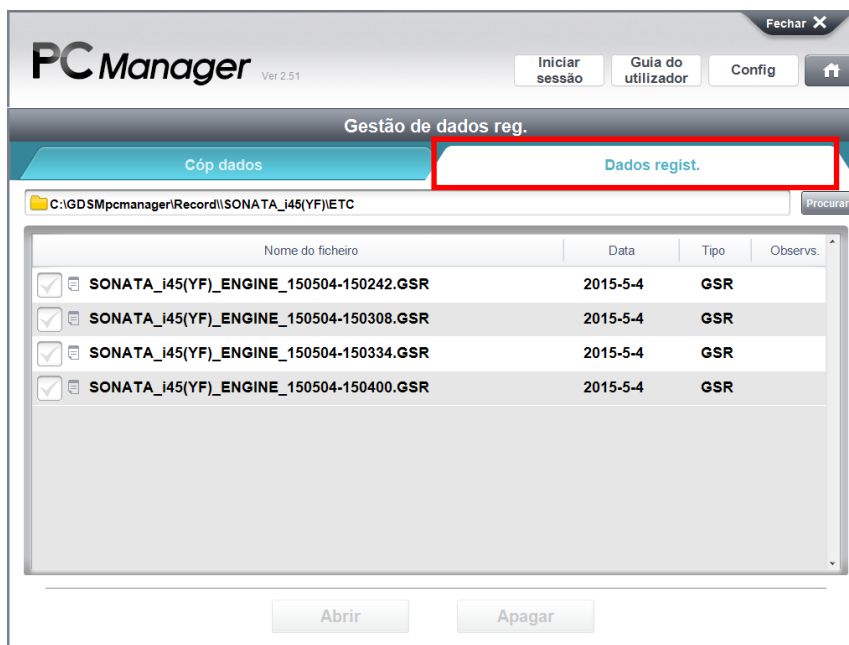 Fechar
PC Manager Ver 2.51
Iniciar sessão
Guia do utilizador
Config
Gestão de dados reg.
Cóp dados
Dados regist.
C:\GDSMpcmanager\Record\\SONATA_i45(YF)\ETC
Procurar
Nome do ficheiro Data Tipo Observs.
SONATA_i45(YF)_ENGINE_150504-150242.GSR 2015-5-4 GSR
SONATA_i45(YF)_ENGINE_150504-150308.GSR 2015-5-4 GSR
SONATA_i45(YF)_ENGINE_150504-150334.GSR 2015-5-4 GSR
SONATA_i45(YF)_ENGINE_150504-150400.GSR 2015-5-4 GSR
Abrir
Apagar